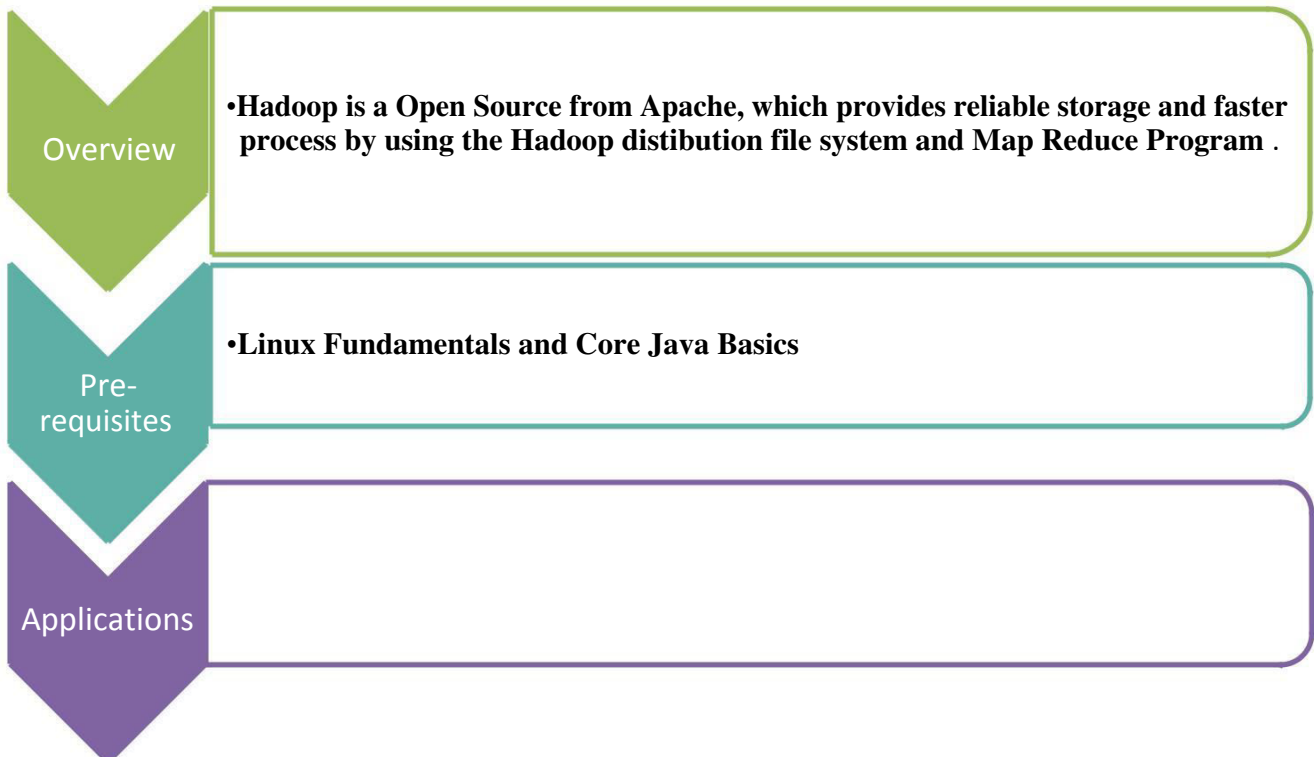 Overview
•Hadoop is a Open Source from Apache, which provides reliable storage and faster
process by using the Hadoop distibution file system and Map Reduce Program .
Pre-
requisites
•Linux Fundamentals and Core Java Basics
Applications